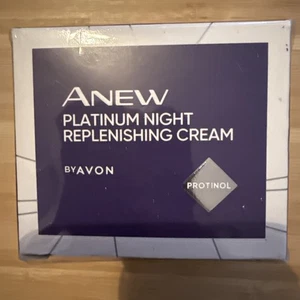 ANEW
PLATINUM NIGHT
REPLENISHING CREAM
BY AVON
PROTINOL